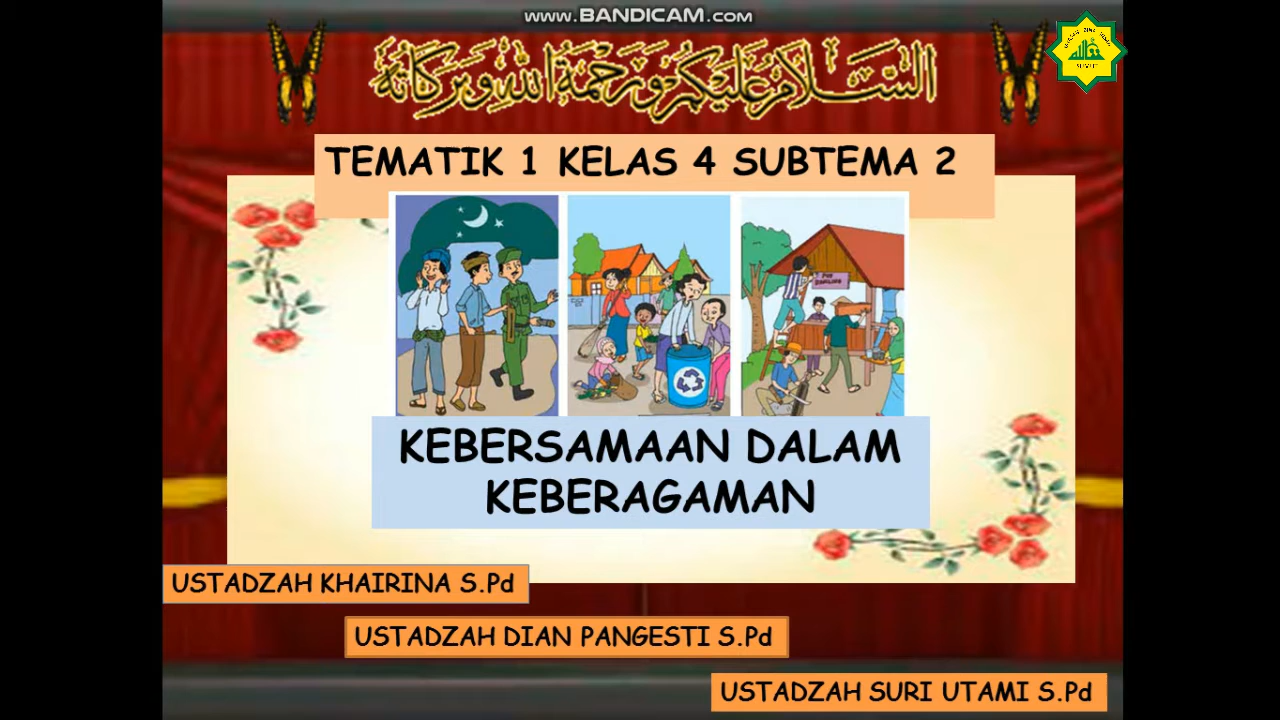 www.BANDICAM.com
السَّلَامُ عَلَيْكُمْ وَرَحْمَةُ اللهِ وَبَرَكَاتُهُ
TEMATIK 1 KELAS 4 SUBTEMA 2
KEBERSAMAAN DALAM
KEBERAGAMAN
USTADZAH KHAIRINA S.Pd
USTADZAH DIAN PANGESTI S.Pd
USTADZAH SURI UTAMI S.Pd